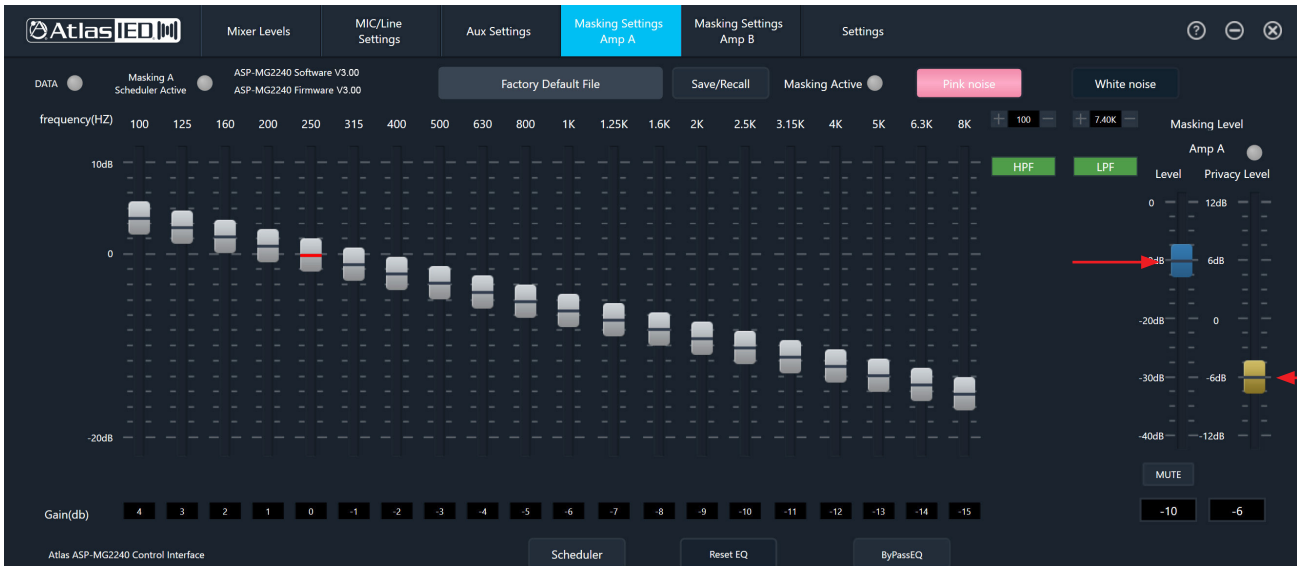 Atlas IED
Mixer Levels
MIC/Line
Settings
Aux Settings
Masking Settings
Amp A
Masking Settings
Amp B
Settings
DATA
Masking A
Scheduler Active
ASP-MG2240 Software V3.00
ASP-MG2240 Firmware V3.00
Factory Default File
Save/Recall
Masking Active
Pink noise
White noise
frequency(HZ) 100 125 160 200 250 315 400 500 630 800 1K 1.25K 1.6K 2K 2.5K 3.15K 4K 5K 6.3K 8K
+ 100 −
+ 7.40K −
Masking Level
Amp A
HPF
LPF
Level Privacy Level
10dB
0
-20dB
0 12dB
6dB
-20dB 0
-30dB -6dB
-40dB -12dB
MUTE
Gain(db) 4 3 2 1 0 -1 -2 -3 -4 -5 -6 -7 -8 -9 -10 -11 -12 -13 -14 -15
-10 -6
Atlas ASP-MG2240 Control Interface
Scheduler
Reset EQ
ByPassEQ